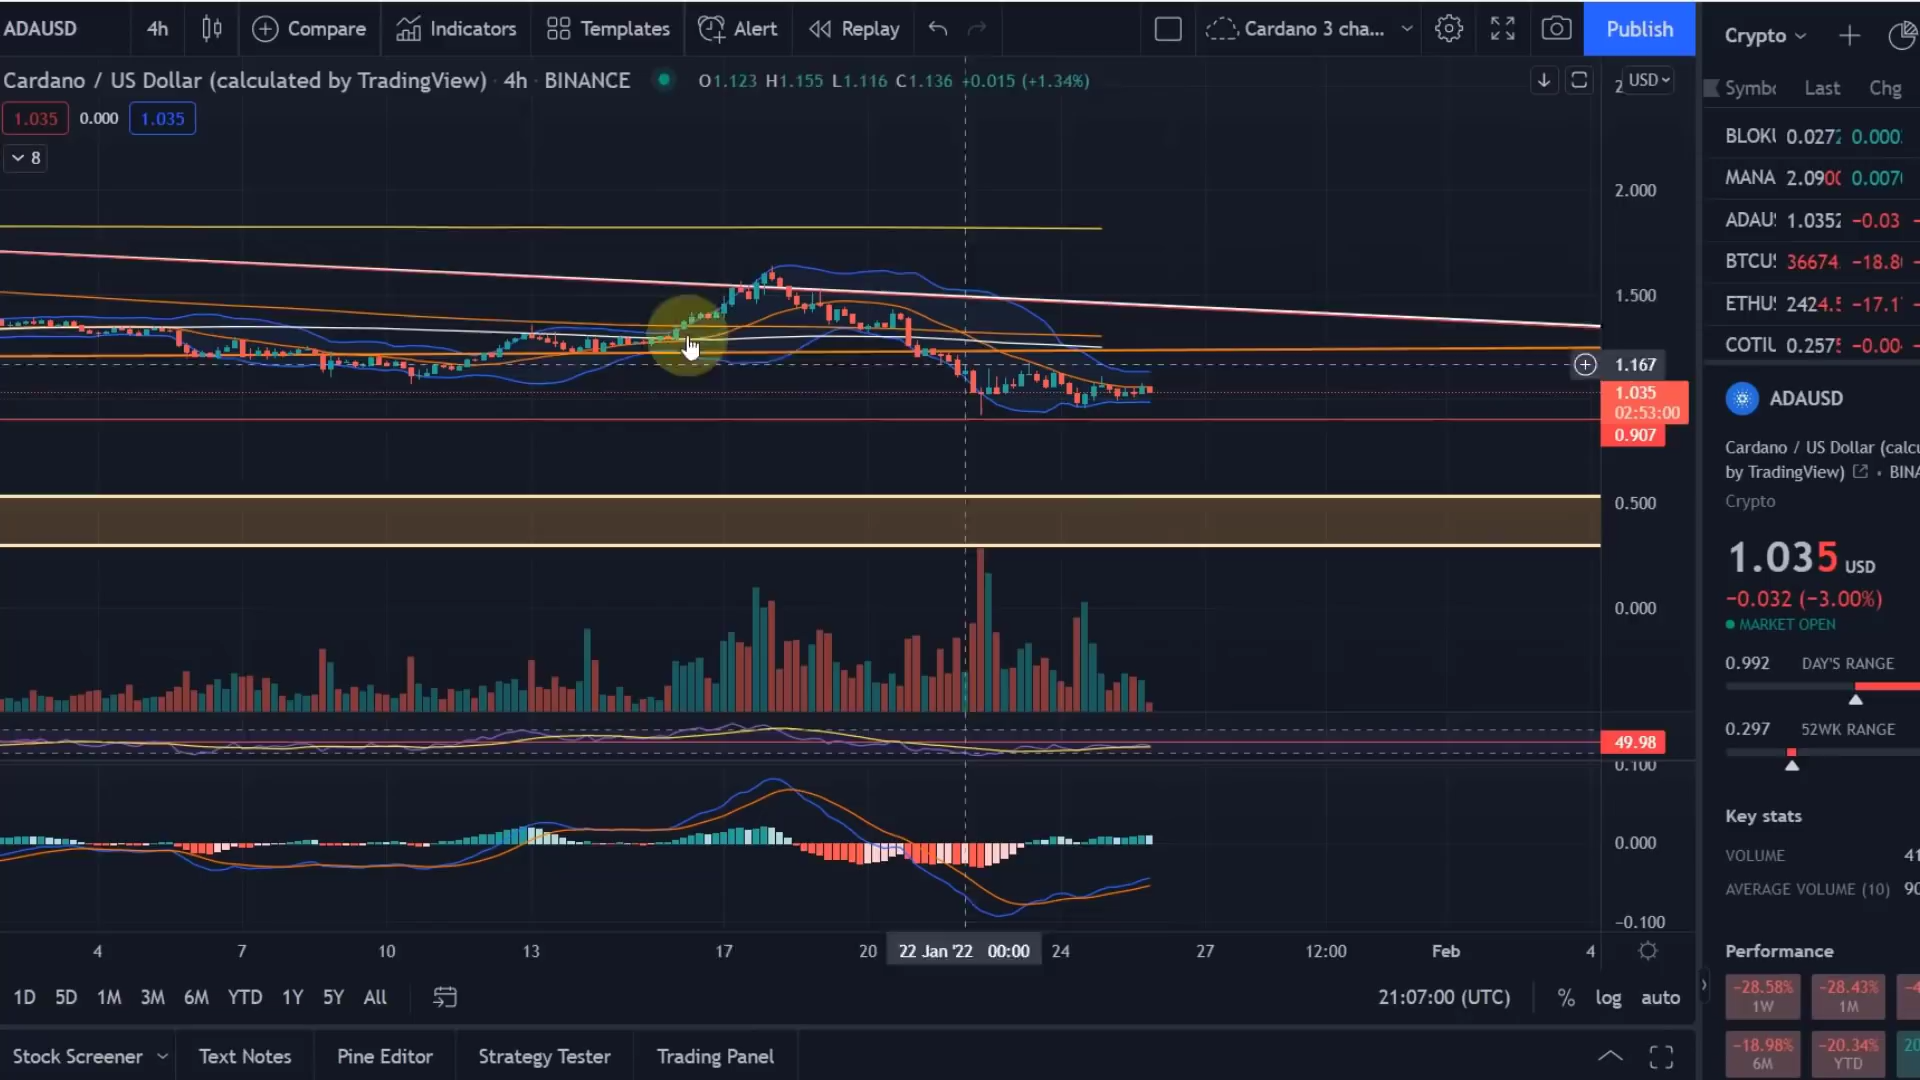 ADAUSD 4h Compare Indicators Templates Alert Replay Cardano 3 cha... Publish
Crypto
Cardano / US Dollar (calculated by TradingView) · 4h · BINANCE O1.123 H1.155 L1.116 C1.136 +0.015 (+1.34%)
USD
Last Chg
1.035 0.000 1.035
8
BLOKU 0.0272 0.000
MANA 2.0900 0.0070
ADAU 1.0352 −0.03
BTCUS 36674. −18.8
ETHUS 2424.5 −17.1
COTIU 0.2575 −0.00
2.000
1.500
1.167
1.035
02:53:00
0.907
0.500
0.000
49.98
0.100
0.000
−0.100
ADAUSD
Cardano / US Dollar (calcu
by TradingView) • BINA
Crypto
1.035 USD
−0.032 (−3.00%)
MARKET OPEN
0.992 DAY'S RANGE
0.297 52WK RANGE
Key stats
VOLUME 41
AVERAGE VOLUME (10) 90
Performance
−28.58% 1W
−28.43% 1M
−18.98% 6M
−20.34% YTD
4 7 10 13 17 20 22 Jan '22 00:00 24 27 12:00 Feb 4
1D 5D 1M 3M 6M YTD 1Y 5Y All 21:07:00 (UTC) % log auto
Stock Screener Text Notes Pine Editor Strategy Tester Trading Panel